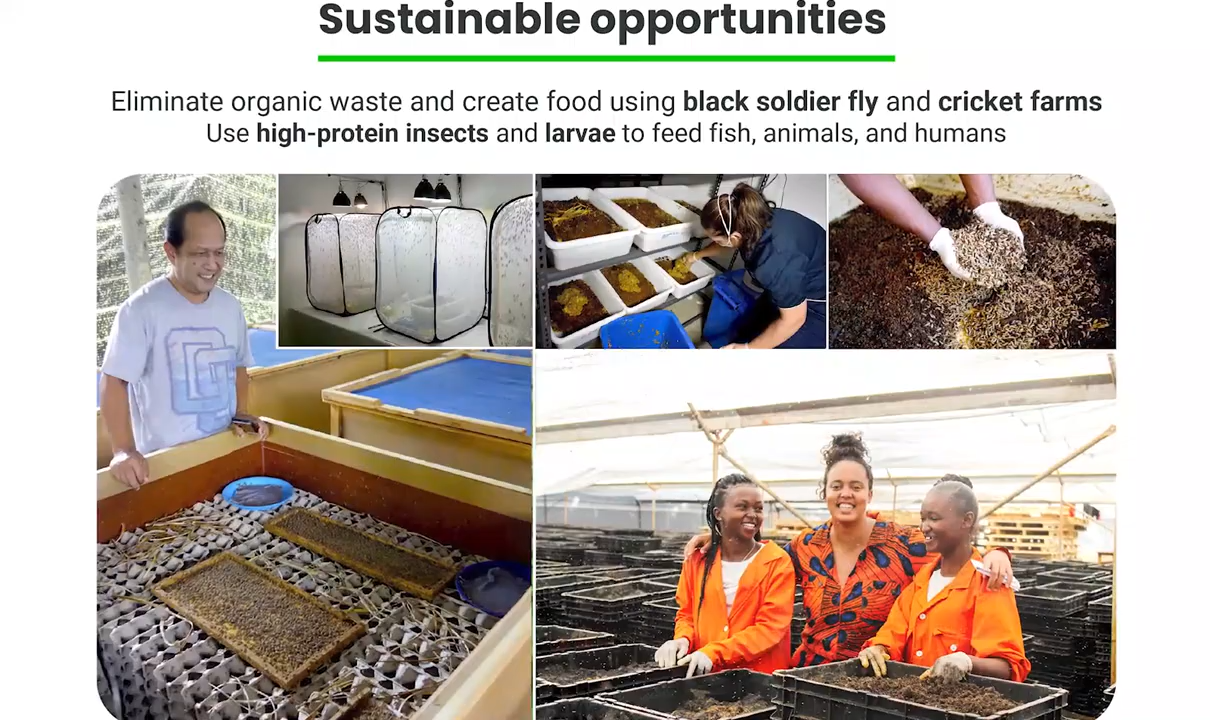 Sustainable opportunities
Eliminate organic waste and create food using black soldier fly and cricket farms
Use high-protein insects and larvae to feed fish, animals, and humans